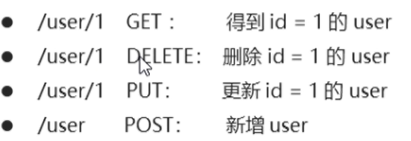 ● /user/1 GET： 得到 id = 1 的 user
● /user/1 DELETE： 删除 id = 1 的 user
● /user/1 PUT： 更新 id = 1 的 user
● /user POST： 新增 user